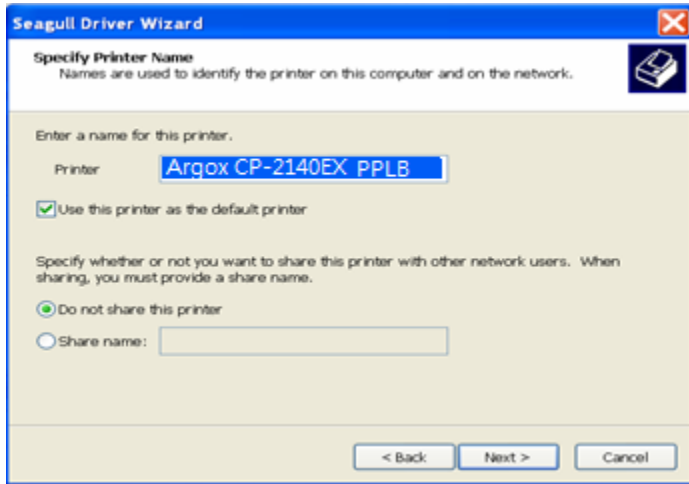 Seagull Driver Wizard
Specify Printer Name
Names are used to identify the printer on this computer and on the network.
Enter a name for this printer.
Printer
Argox CP-2140EX PPLB
Use this printer as the default printer
Specify whether or not you want to share this printer with other network users. When
sharing, you must provide a share name.
Do not share this printer
Share name:
< Back
Next >
Cancel